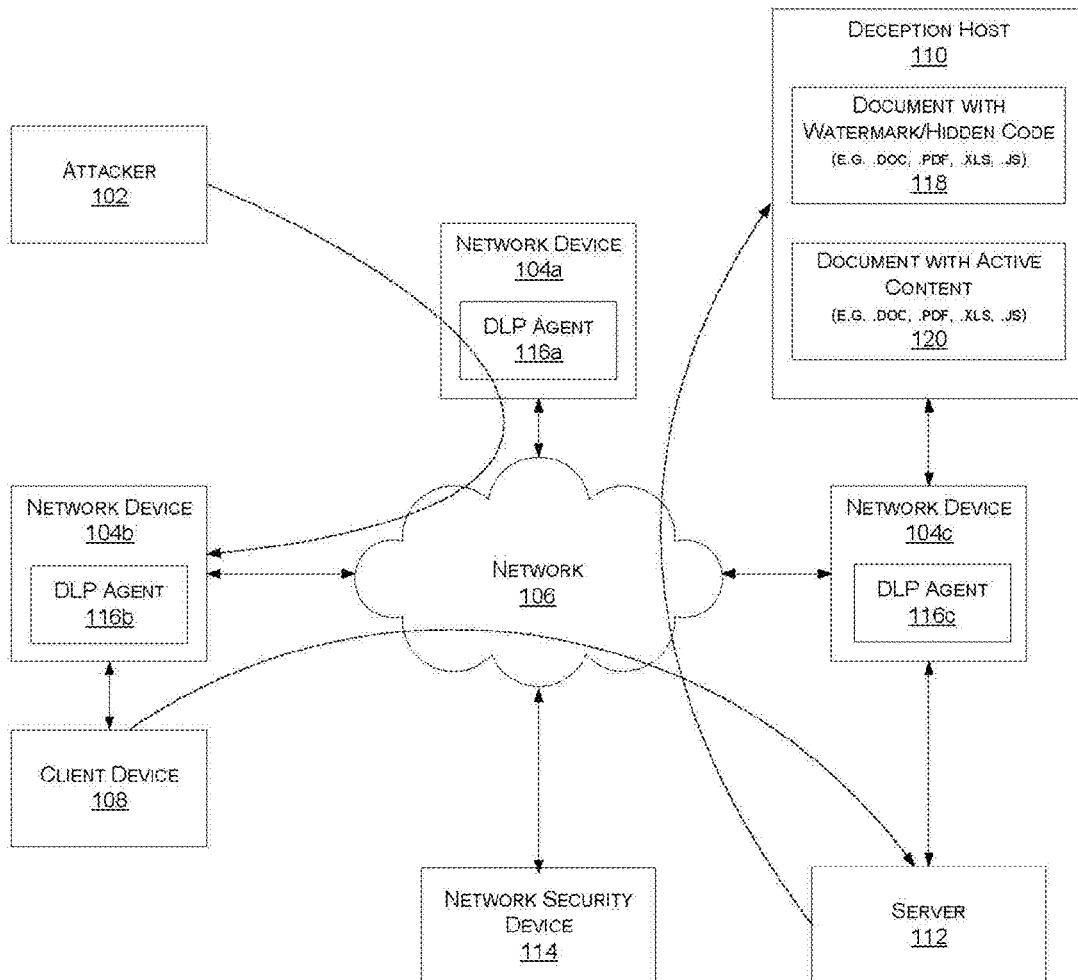 DECEPTION HOST
110
DOCUMENT WITH
WATERMARK/HIDDEN CODE
(E.G. .DOC, .PDF, .XLS, .JS)
118
DOCUMENT WITH ACTIVE
CONTENT
(E.G. .DOC, .PDF, .XLS, .JS)
120
ATTACKER
102
NETWORK DEVICE
104a
DLP AGENT
116a
NETWORK DEVICE
104b
DLP AGENT
116b
NETWORK
106
NETWORK DEVICE
104c
DLP AGENT
116c
CLIENT DEVICE
108
NETWORK SECURITY
DEVICE
114
SERVER
112